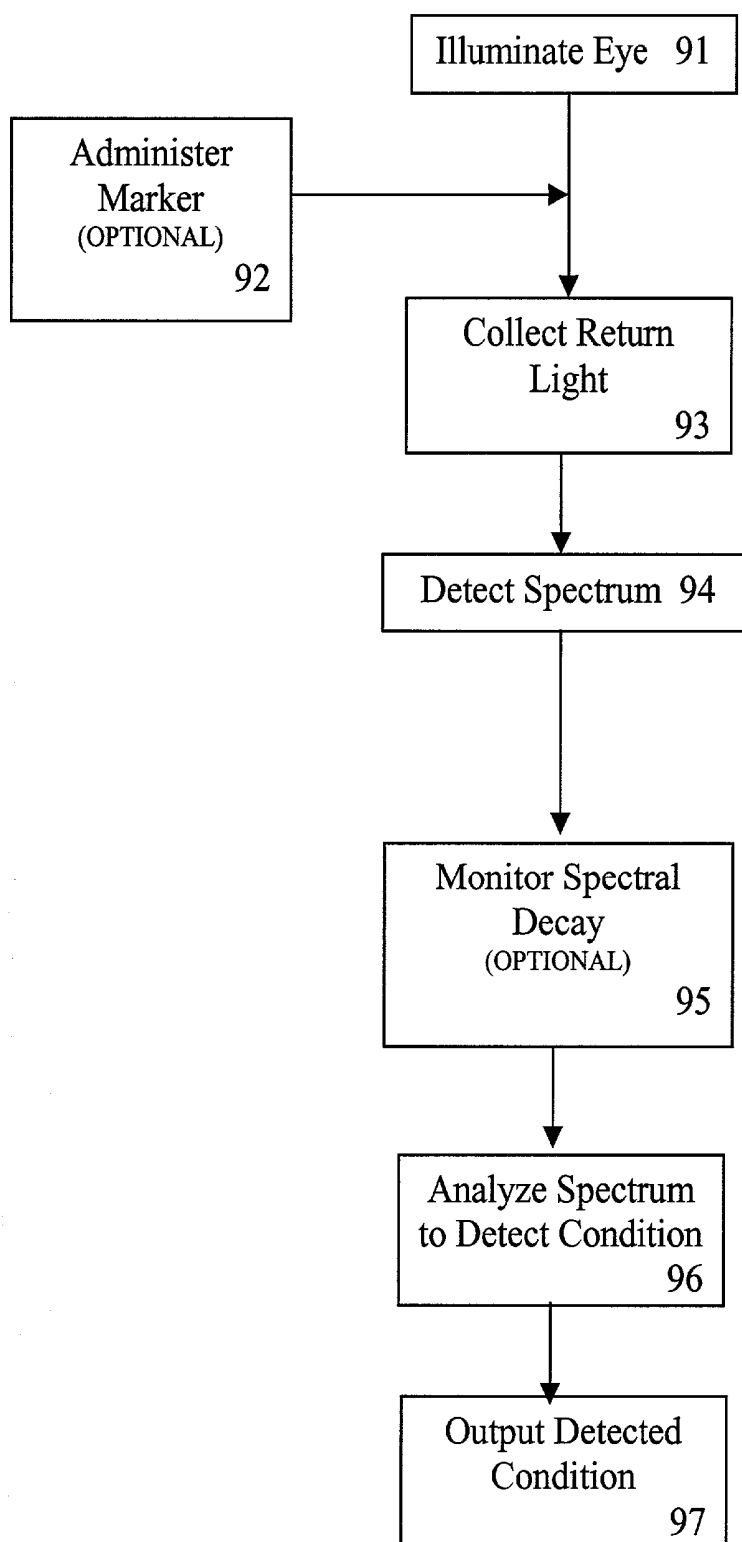 Illuminate Eye 91
Administer
Marker
(OPTIONAL)
92
Collect Return
Light
93
Detect Spectrum 94
Monitor Spectral
Decay
(OPTIONAL)
95
Analyze Spectrum
to Detect Condition
96
Output Detected
Condition
97